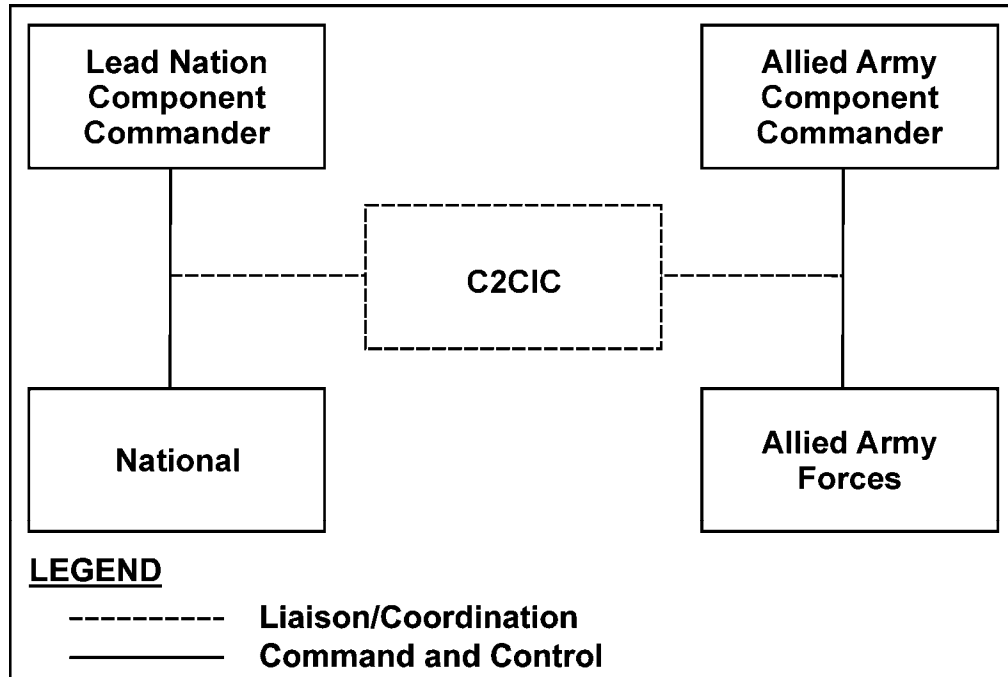 Lead Nation
Component
Commander
Allied Army
Component
Commander
C2CIC
National
Allied Army
Forces
LEGEND
Liaison/Coordination
Command and Control